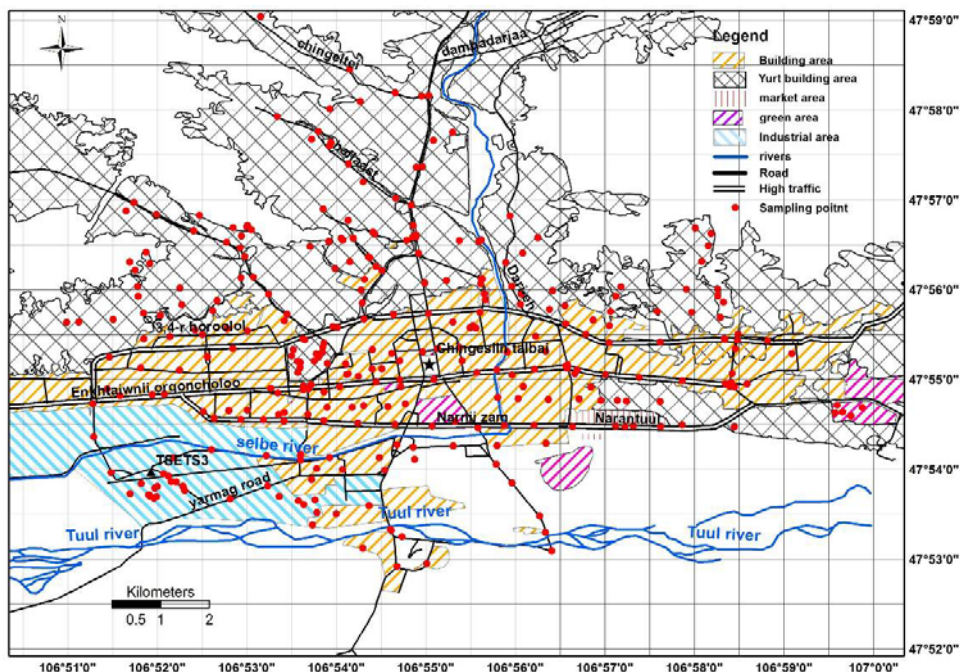 N
47°59'0"
47°58'0"
47°57'0"
47°56'0"
47°55'0"
47°54'0"
47°53'0"
47°52'0"
Legend
Building area
Yurt building area
market area
green area
Industrial area
rivers
Road
High traffic
Sampling poitnt
chingeltei
dambadarjaa
Darieh
3,4-r horoolol
Chingesiin talbai
Enkhtaiwnii orgoncholoo
Narnii zam
Narantuu
selbe river
TSETS3
yarmag road
Tuul river
Tuul river
Tuul river
Kilometers
0.5 1 2
106°51'0"E
106°52'0"E
106°53'0"E
106°54'0"E
106°55'0"E
106°56'0"E
106°57'0"E
106°58'0"E
106°59'0"E
107°0'0"E